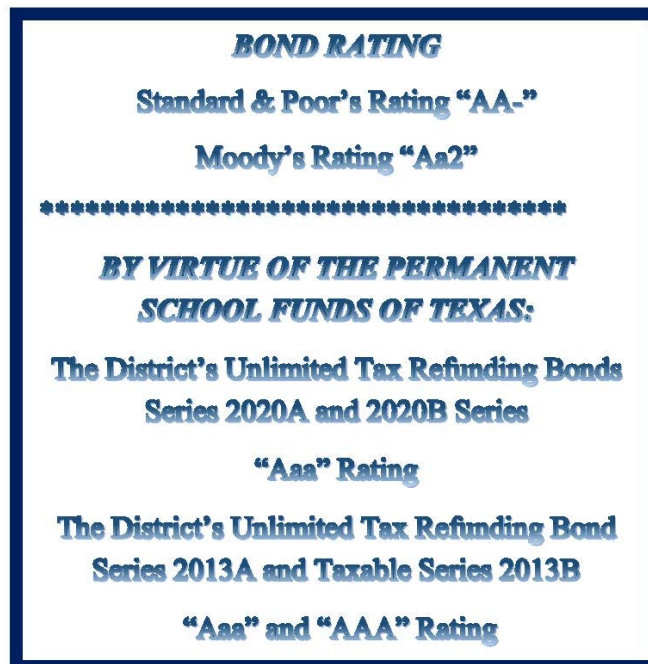 BOND RATING
Standard & Poor's Rating “AA-”
Moody's Rating “Aa2”
***********************************
BY VIRTUE OF THE PERMANENT
SCHOOL FUNDS OF TEXAS:
The District's Unlimited Tax Refunding Bonds
Series 2020A and 2020B Series
“Aaa” Rating
The District's Unlimited Tax Refunding Bond
Series 2013A and Taxable Series 2013B
“Aaa” and “AAA” Rating